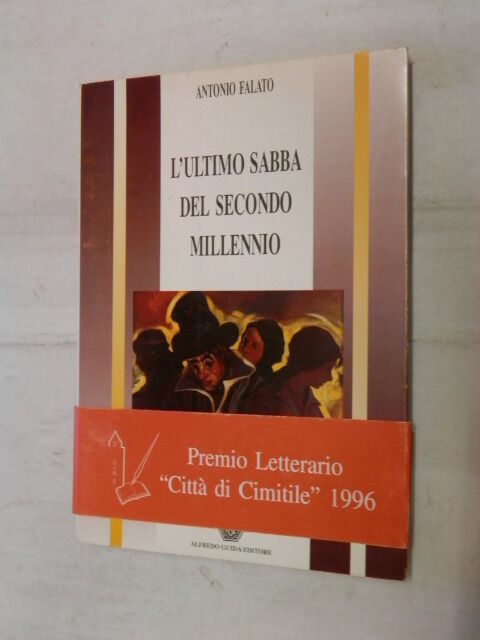 ANTONIO FALATO
L'ULTIMO SABBA
DEL SECONDO
MILLENNIO
Premio Letterario
"Città di Cimitile" 1996
ALFREDO GUIDA EDITORE